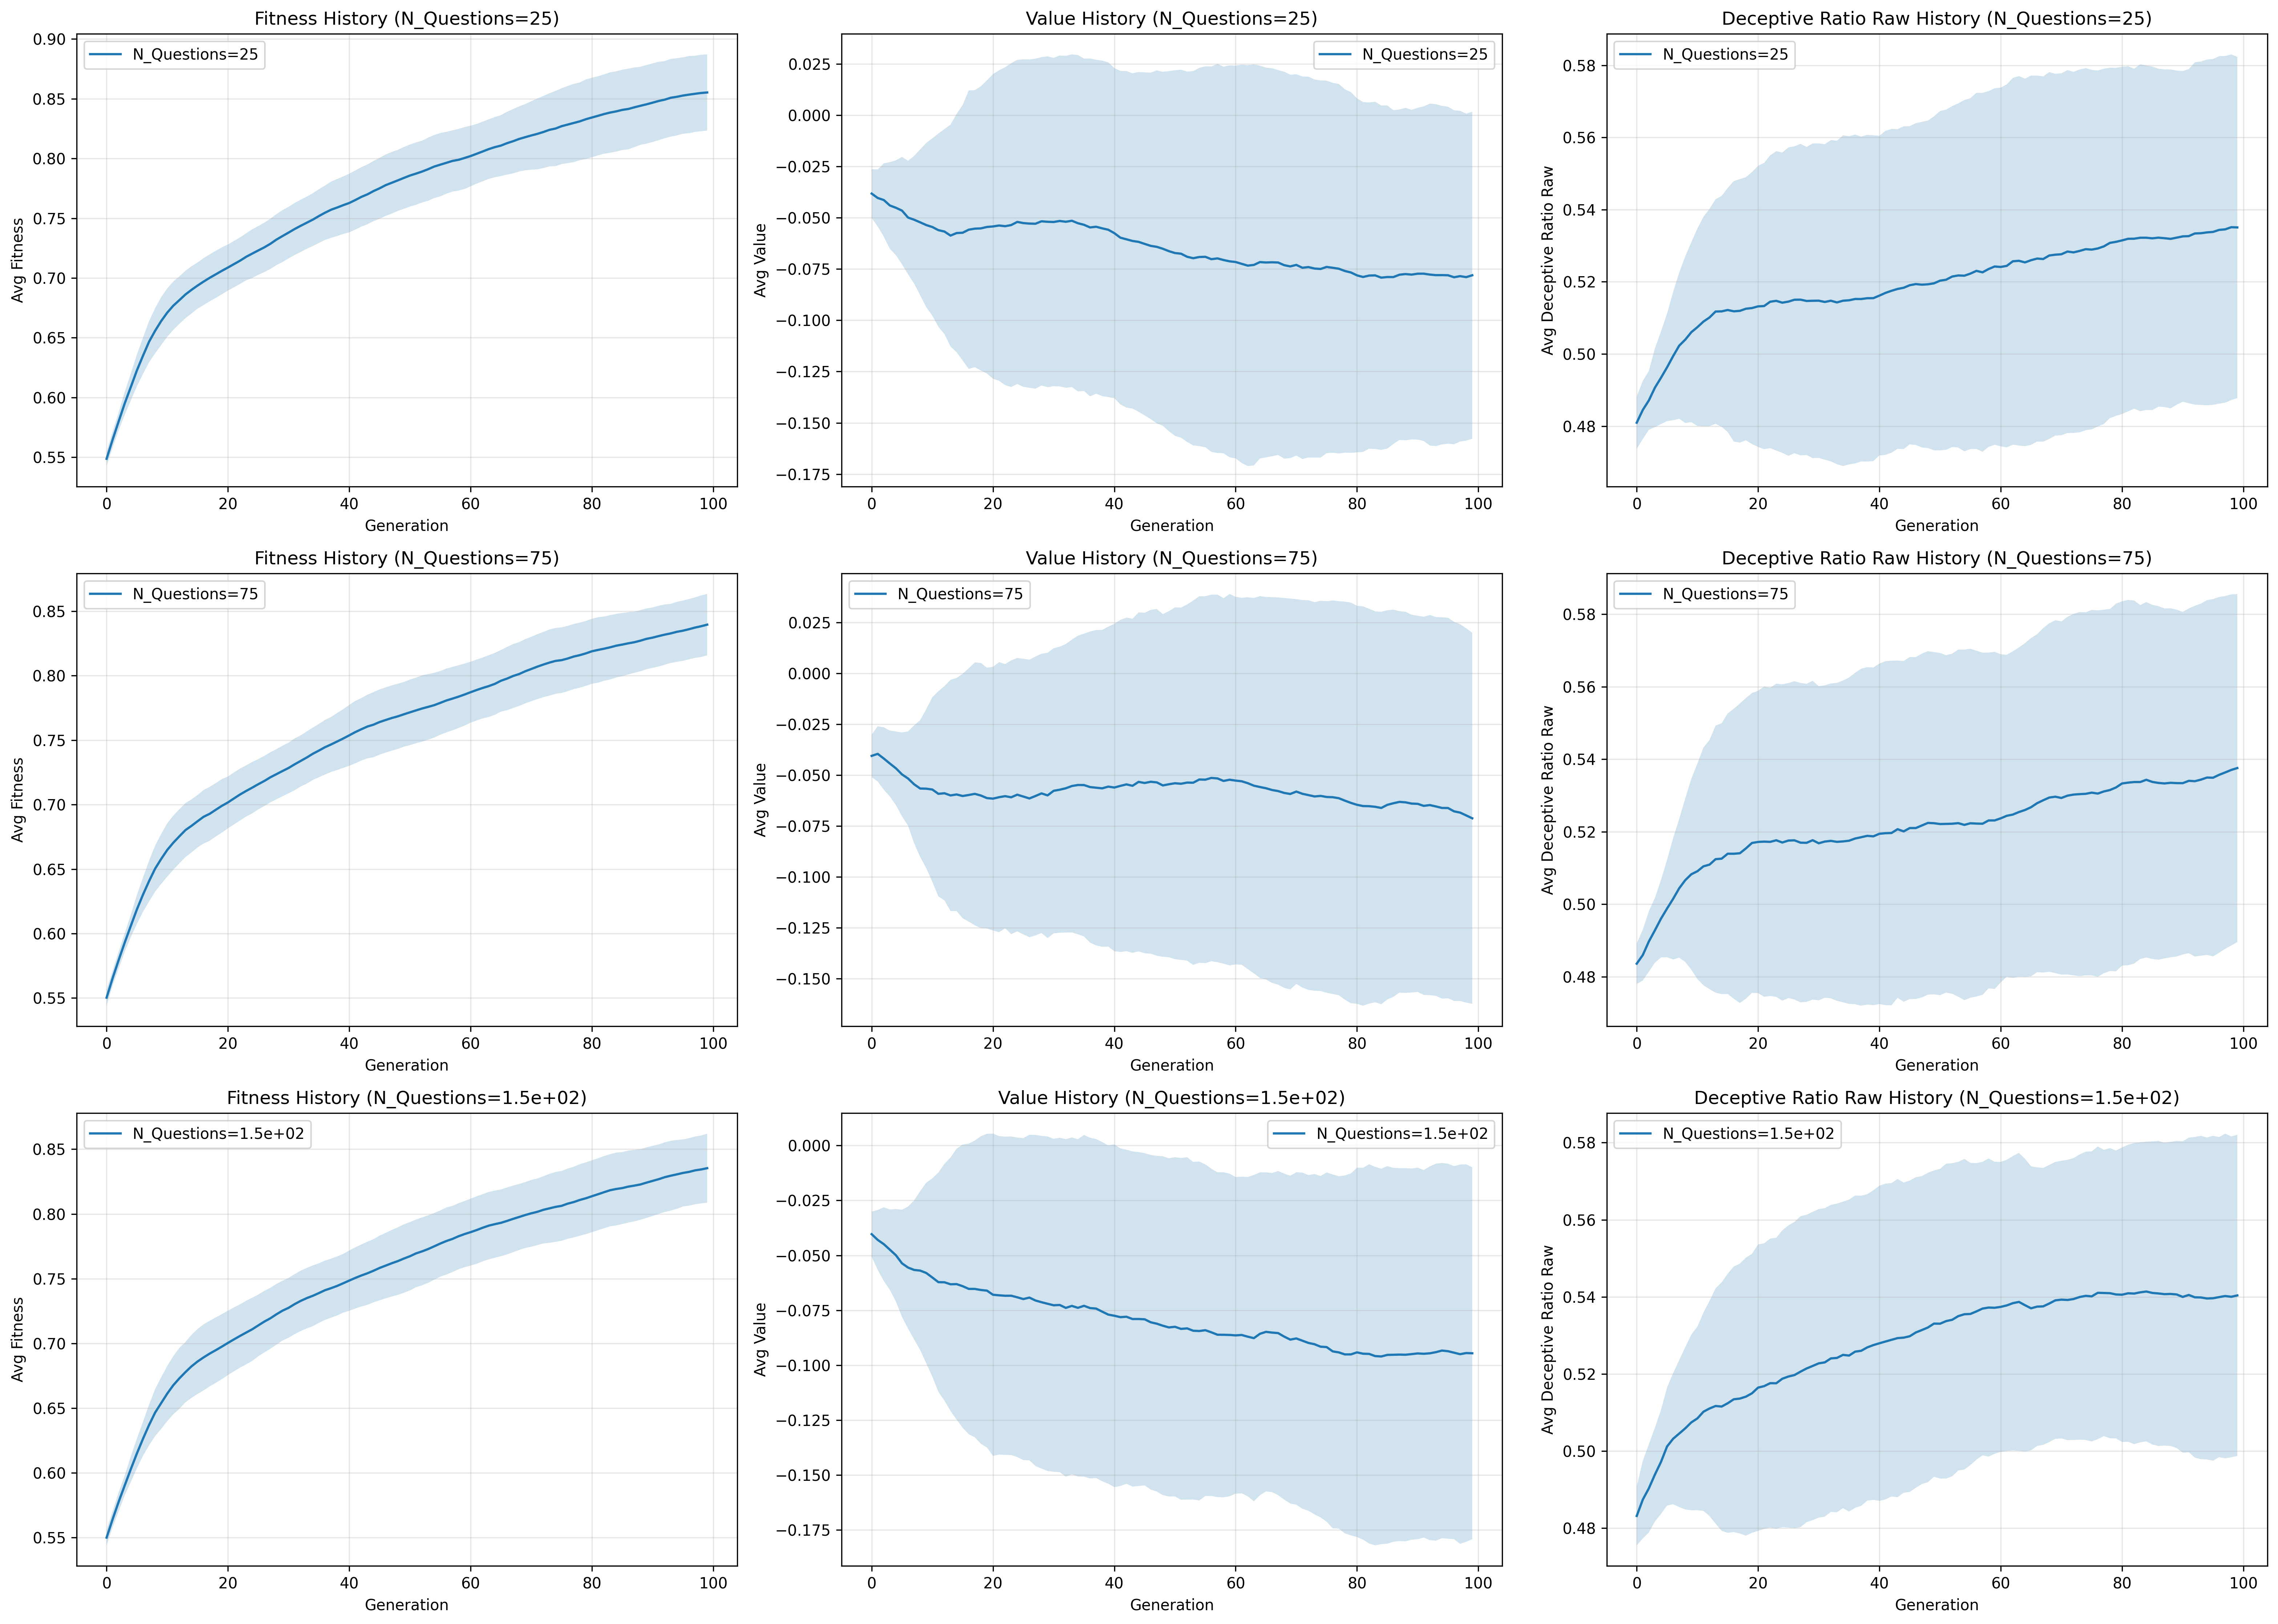 Fitness History (N_Questions=25)
N_Questions=25
Avg Fitness
0.90
0.85
0.80
0.75
0.70
0.65
0.60
0.55
0 20 40 60 80 100
Generation
Value History (N_Questions=25)
N_Questions=25
Avg Value
0.025
0.000
−0.025
−0.050
−0.075
−0.100
−0.125
−0.150
−0.175
0 20 40 60 80 100
Generation
Deceptive Ratio Raw History (N_Questions=25)
N_Questions=25
Avg Deceptive Ratio Raw
0.58
0.56
0.54
0.52
0.50
0.48
0 20 40 60 80 100
Generation
Fitness History (N_Questions=75)
N_Questions=75
Avg Fitness
0.85
0.80
0.75
0.70
0.65
0.60
0.55
0 20 40 60 80 100
Generation
Value History (N_Questions=75)
N_Questions=75
Avg Value
0.025
0.000
−0.025
−0.050
−0.075
−0.100
−0.125
−0.150
0 20 40 60 80 100
Generation
Deceptive Ratio Raw History (N_Questions=75)
N_Questions=75
Avg Deceptive Ratio Raw
0.58
0.56
0.54
0.52
0.50
0.48
0 20 40 60 80 100
Generation
Fitness History (N_Questions=1.5e+02)
N_Questions=1.5e+02
Avg Fitness
0.85
0.80
0.75
0.70
0.65
0.60
0.55
0 20 40 60 80 100
Generation
Value History (N_Questions=1.5e+02)
N_Questions=1.5e+02
Avg Value
0.000
−0.025
−0.050
−0.075
−0.100
−0.125
−0.150
−0.175
0 20 40 60 80 100
Generation
Deceptive Ratio Raw History (N_Questions=1.5e+02)
N_Questions=1.5e+02
Avg Deceptive Ratio Raw
0.58
0.56
0.54
0.52
0.50
0.48
0 20 40 60 80 100
Generation